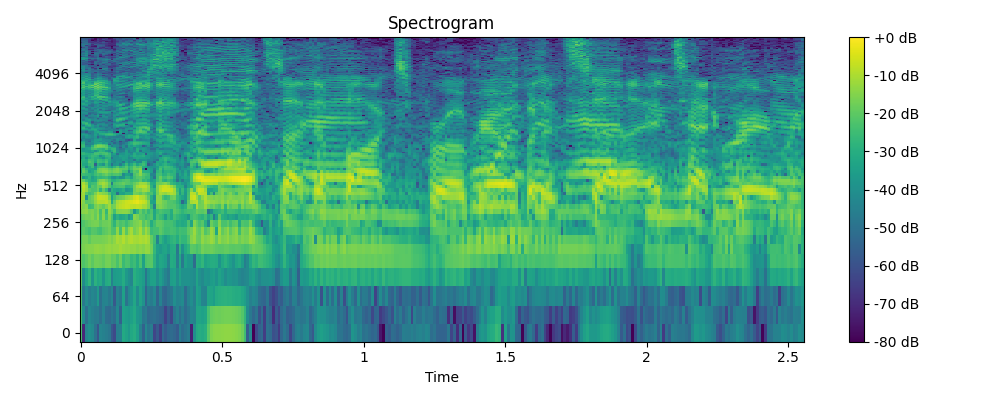 Spectrogram
Hz
4096
2048
1024
512
256
128
64
0
0
0.5
1
1.5
2
2.5
Time
+0 dB
-10 dB
-20 dB
-30 dB
-40 dB
-50 dB
-60 dB
-70 dB
-80 dB